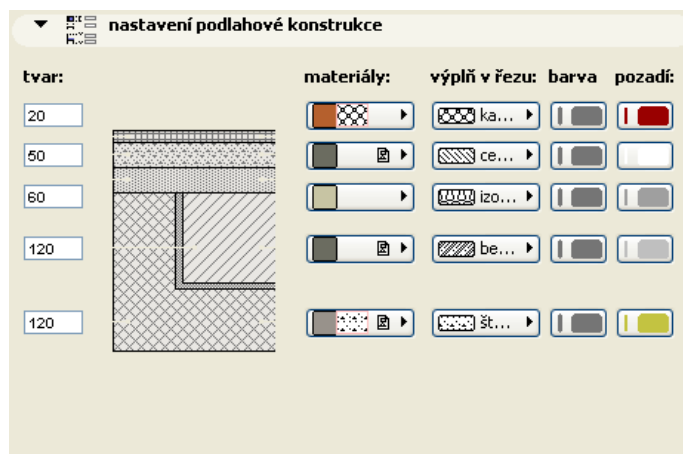 nastavení podlahové konstrukce
tvar: materiály: výplň v řezu: barva pozadí:
20 ka...
50 ce...
60 izo...
120 be...
120 št...